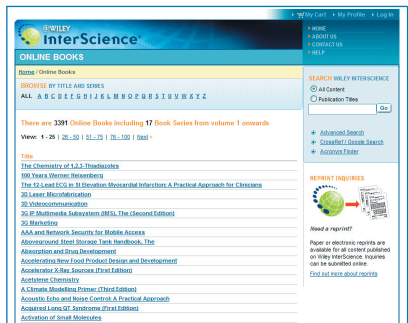 My Cart • My Profile • Log In
WILEY
InterScience®
HOME
ABOUT US
CONTACT US
HELP
ONLINE BOOKS
Home / Online Books
BROWSE BY TITLE AND SERIES
ALL A B C D E F G H I J K L M N O P Q R S T U V W X Y Z
There are 3391 Online Books including 17 Book Series from volume 1 onwards
View: 1 - 25 | 26 - 50 | 51 - 75 | 76 - 100 | Next »
Title
The Chemistry of 1,2,3-Thiadiazoles
100 Years Werner Heisenberg
The 12-Lead ECG in St Elevation Myocardial Infarction: A Practical Approach for Clinicians
3D Laser Microfabrication
3D Videocommunication
3G IP Multimedia Subsystem (IMS), The (Second Edition)
3G Marketing
AAA and Network Security for Mobile Access
Aboveground Steel Storage Tank Handbook, The
Absorption and Drug Development
Accelerating New Food Product Design and Development
Accelerator X-Ray Sources (First Edition)
Acetylene Chemistry
A Climate Modelling Primer (Third Edition)
Acoustic Echo and Noise Control: A Practical Approach
Acquired Long QT Syndrome (First Edition)
Activation of Small Molecules
SEARCH WILEY INTERSCIENCE
All Content
Publication Titles
Go
Advanced Search
CrossRef / Google Search
Acronym Finder
REPRINT INQUIRIES
Need a reprint?
Paper or electronic reprints are
available for all content published
on Wiley InterScience. Inquiries
can be submitted online.
Find out more about reprints